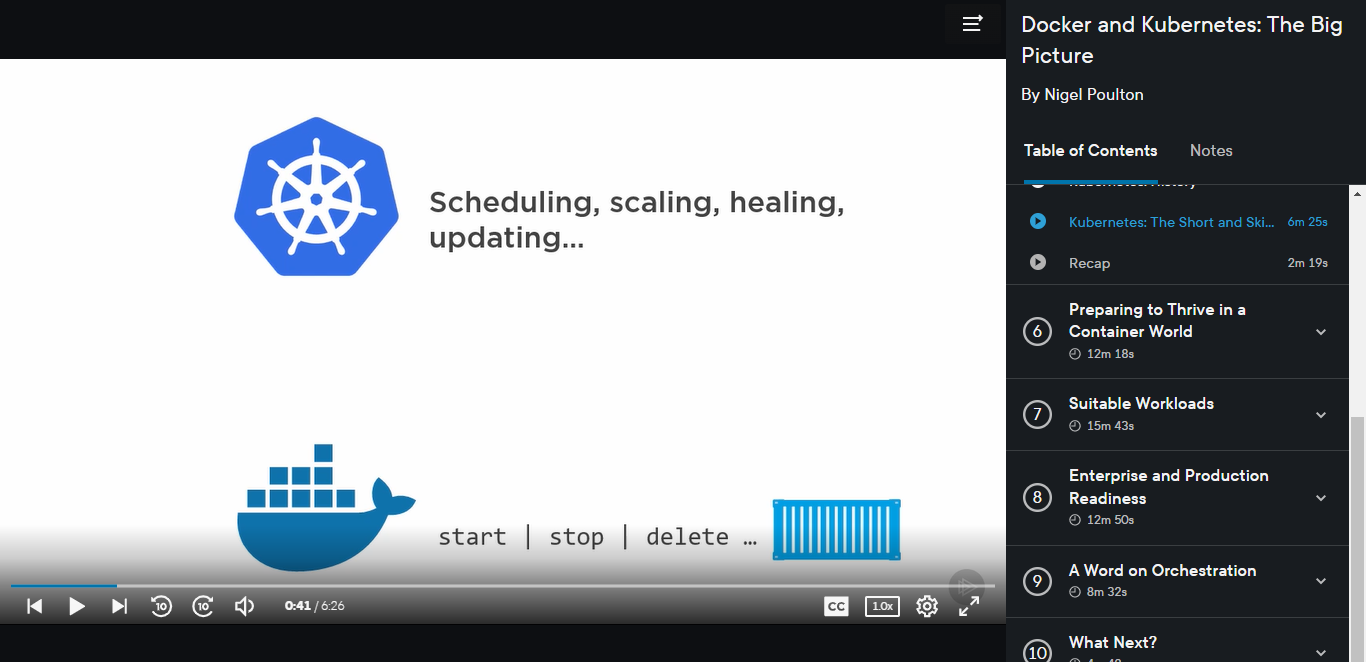 Scheduling, scaling, healing,
updating...
start | stop | delete ...
10
10
0:41 / 6:26
CC
1.0x
Docker and Kubernetes: The Big
Picture
By Nigel Poulton
Table of Contents
Notes
Kubernetes: History
Kubernetes: The Short and Ski... 6m 25s
Recap 2m 19s
6
Preparing to Thrive in a
Container World
12m 18s
7
Suitable Workloads
15m 43s
8
Enterprise and Production
Readiness
12m 50s
9
A Word on Orchestration
8m 32s
10
What Next?